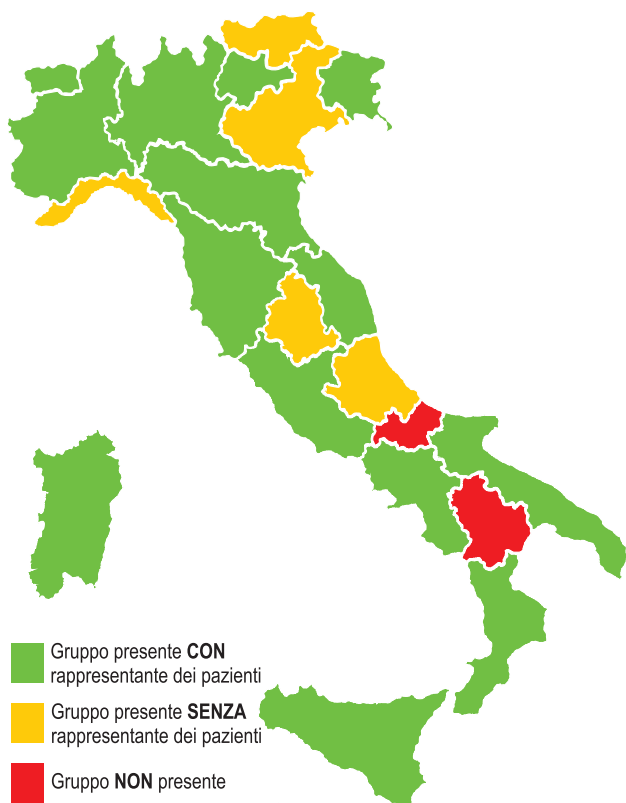 Gruppo presente CON
rappresentante dei pazienti
Gruppo presente SENZA
rappresentante dei pazienti
Gruppo NON presente